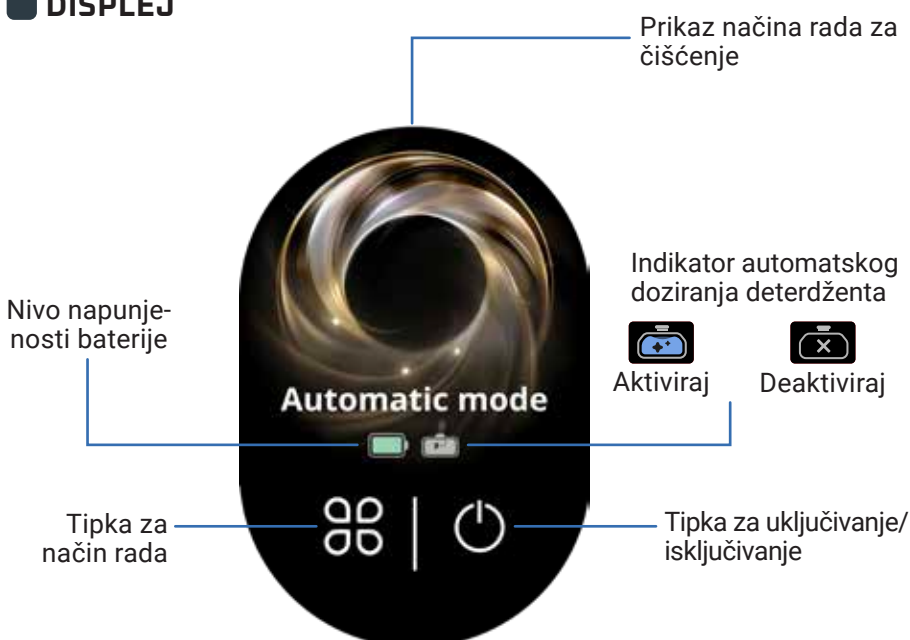 DISPLEJ
Prikaz načina rada za
čišćenje
Indikator automatskog
doziranja deterdženta
Aktiviraj
Deaktiviraj
Nivo napunje-
nosti baterije
Automatic mode
Tipka za
način rada
Tipka za uključivanje/
isključivanje